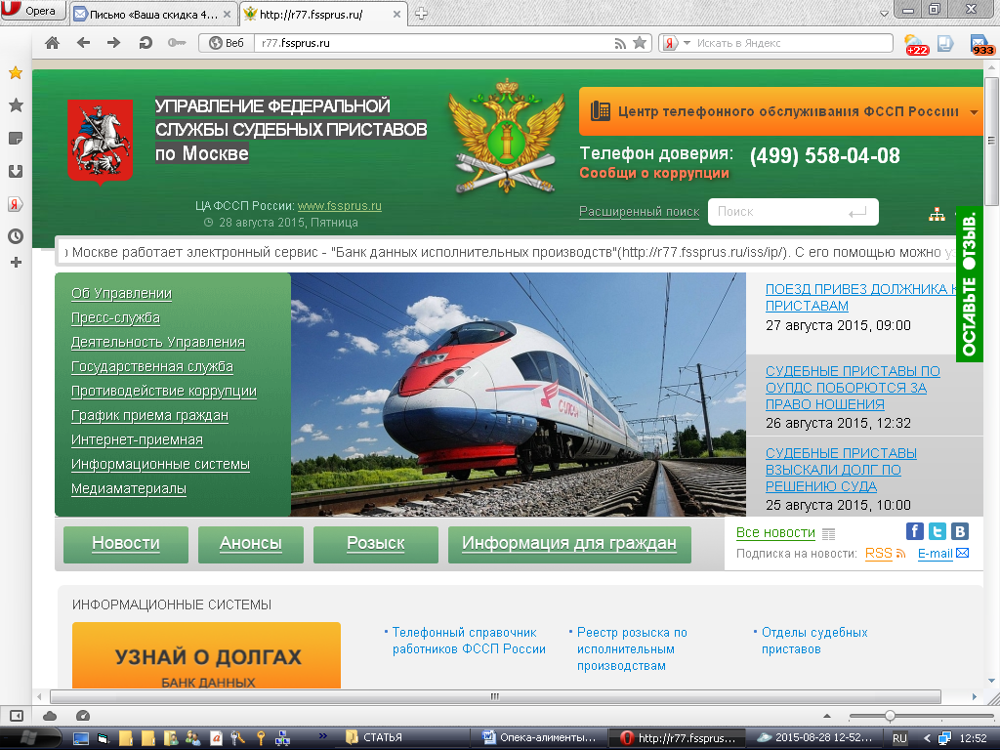 Opera
Письмо «Ваша скидка 4...
http://r77.fssprus.ru/
Веб
r77.fssprus.ru
Искать в Яндекс
+22
933
УПРАВЛЕНИЕ ФЕДЕРАЛЬНОЙ
СЛУЖБЫ СУДЕБНЫХ ПРИСТАВОВ
по Москве
ЦА ФССП России: www.fssprus.ru
28 августа 2015, Пятница
Центр телефонного обслуживания ФССП России
Телефон доверия: (499) 558-04-08
Сообщи о коррупции
Расширенный поиск
Поиск
ОСТАВЬТЕ ОТЗЫВ.
Москве работает электронный сервис - "Банк данных исполнительных производств"(http://r77.fssprus.ru/iss/ip/). С его помощью можно
Об Управлении
Пресс-служба
Деятельность Управления
Государственная служба
Противодействие коррупции
График приема граждан
Интернет-приемная
Информационные системы
Медиаматериалы
ПОЕЗД ПРИВЕЗ ДОЛЖНИКА К
ПРИСТАВАМ
27 августа 2015, 09:00
СУДЕБНЫЕ ПРИСТАВЫ ПО
ОУПДС ПОБОРЮТСЯ ЗА
ПРАВО НОШЕНИЯ
26 августа 2015, 12:32
СУДЕБНЫЕ ПРИСТАВЫ
ВЗЫСКАЛИ ДОЛГ ПО
РЕШЕНИЮ СУДА
25 августа 2015, 10:00
Новости
Анонсы
Розыск
Информация для граждан
Все новости
Подписка на новости: RSS E-mail
ИНФОРМАЦИОННЫЕ СИСТЕМЫ
УЗНАЙ О ДОЛГАХ
БАНК ДАННЫХ
Телефонный справочник
работников ФССП России
Реестр розыска по
исполнительным
производствам
Отделы судебных
приставов
СТАТЬЯ
Опека-алименты...
http://r77.fssprus...
2015-08-28 12-52...
RU
12:52